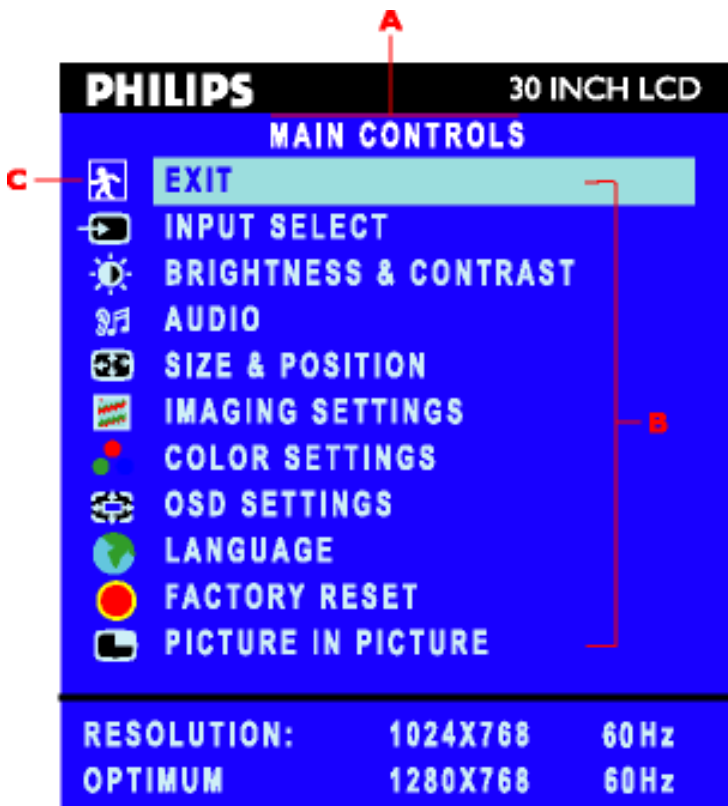 A
PHILIPS 30 INCH LCD
MAIN CONTROLS
C EXIT
INPUT SELECT
BRIGHTNESS & CONTRAST
AUDIO
SIZE & POSITION
IMAGING SETTINGS
B
COLOR SETTINGS
OSD SETTINGS
LANGUAGE
FACTORY RESET
PICTURE IN PICTURE
RESOLUTION: 1024X768 60Hz
OPTIMUM 1280X768 60Hz